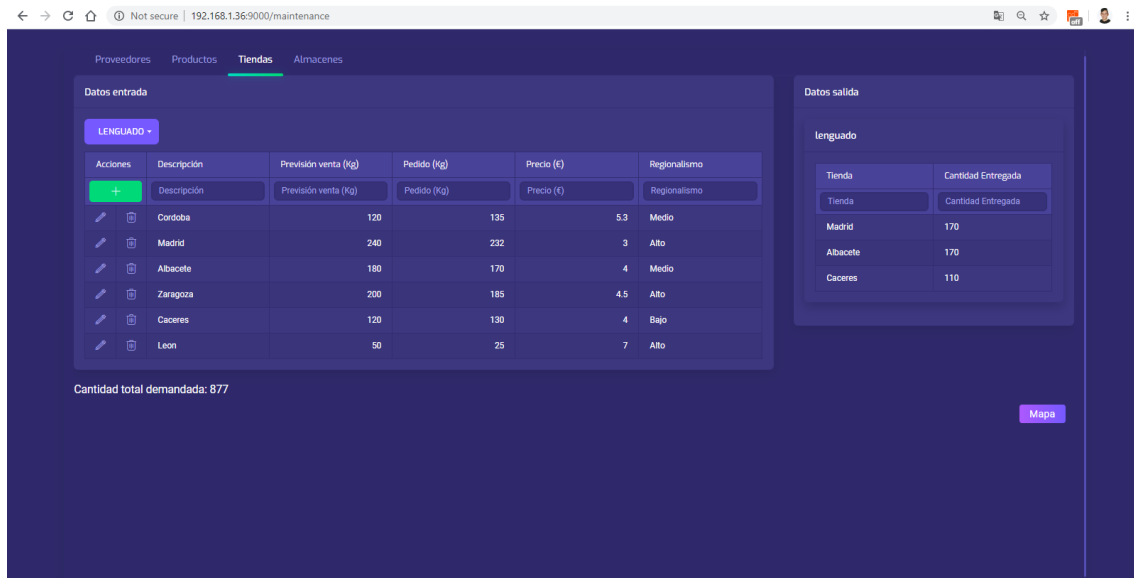 Not secure | 192.168.1.36:9000/maintenance
off
Proveedores Productos Tiendas Almacenes
Datos entrada
LENGUADO
Acciones Descripción Previsión venta (Kg) Pedido (Kg) Precio (€) Regionalismo
+ Descripción Previsión venta (Kg) Pedido (Kg) Precio (€) Regionalismo
Cordoba 120 135 5.3 Medio
Madrid 240 232 3 Alto
Albacete 180 170 4 Medio
Zaragoza 200 185 4.5 Alto
Caceres 120 130 4 Bajo
Leon 50 25 7 Alto
Cantidad total demandada: 877
Datos salida
lenguado
Tienda Cantidad Entregada
Tienda Cantidad Entregada
Madrid 170
Albacete 170
Caceres 110
Mapa